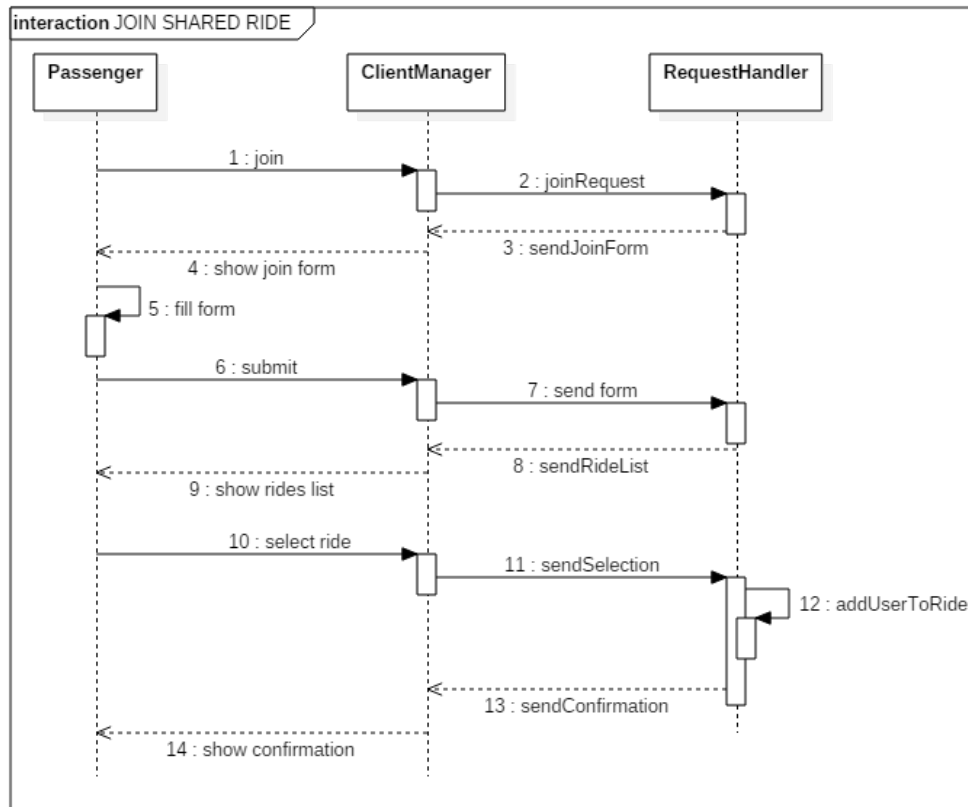 interaction JOIN SHARED RIDE
Passenger
ClientManager
RequestHandler
1 : join
2 : joinRequest
3 : sendJoinForm
4 : show join form
5 : fill form
6 : submit
7 : send form
8 : sendRideList
9 : show rides list
10 : select ride
11 : sendSelection
12 : addUserToRide
13 : sendConfirmation
14 : show confirmation